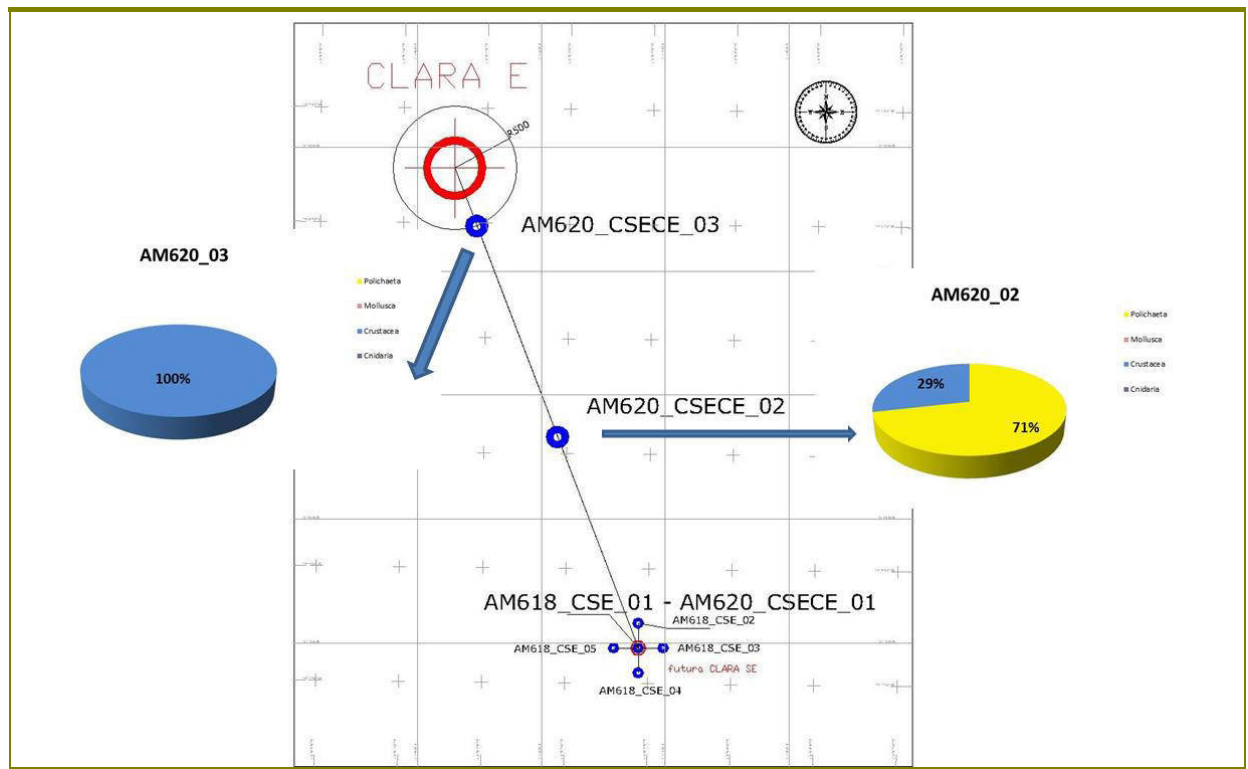 CLARA E
R500
AM620_CSECE_03
AM620_03
Polichaeta
Mollusca
Crustacea
Cnidaria
100%
AM620_02
Polichaeta
Mollusca
Crustacea
Cnidaria
29%
71%
AM620_CSECE_02
AM618_CSE_01 - AM620_CSECE_01
AM618_CSE_02
AM618_CSE_05
AM618_CSE_03
futura CLARA SE
AM618_CSE_04